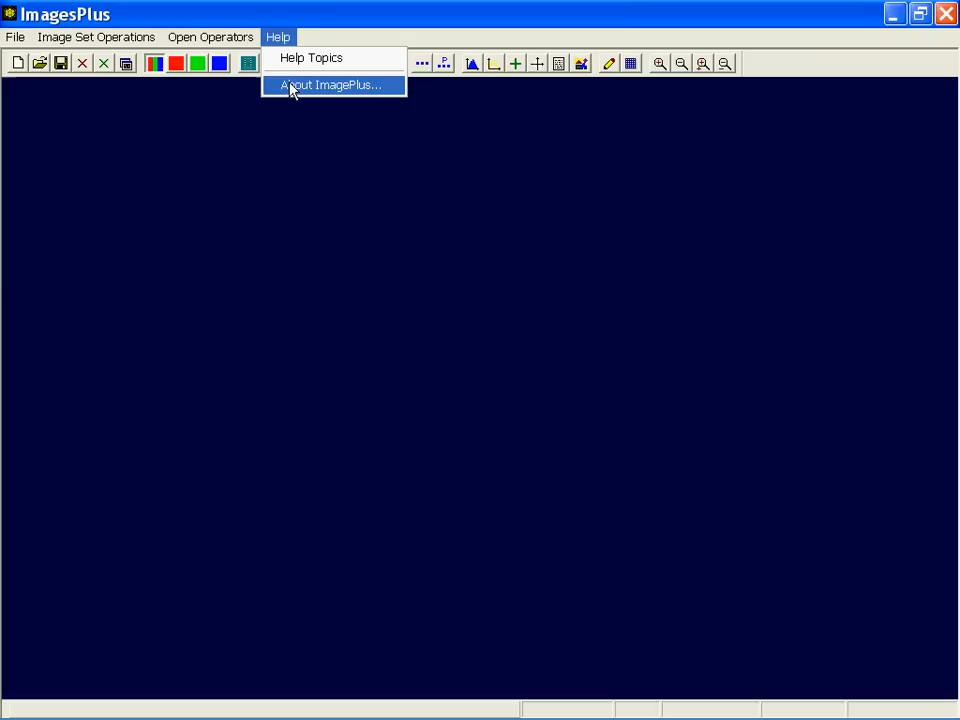 ImagesPlus
File Image Set Operations Open Operators Help
P
Help Topics
About ImagePlus...